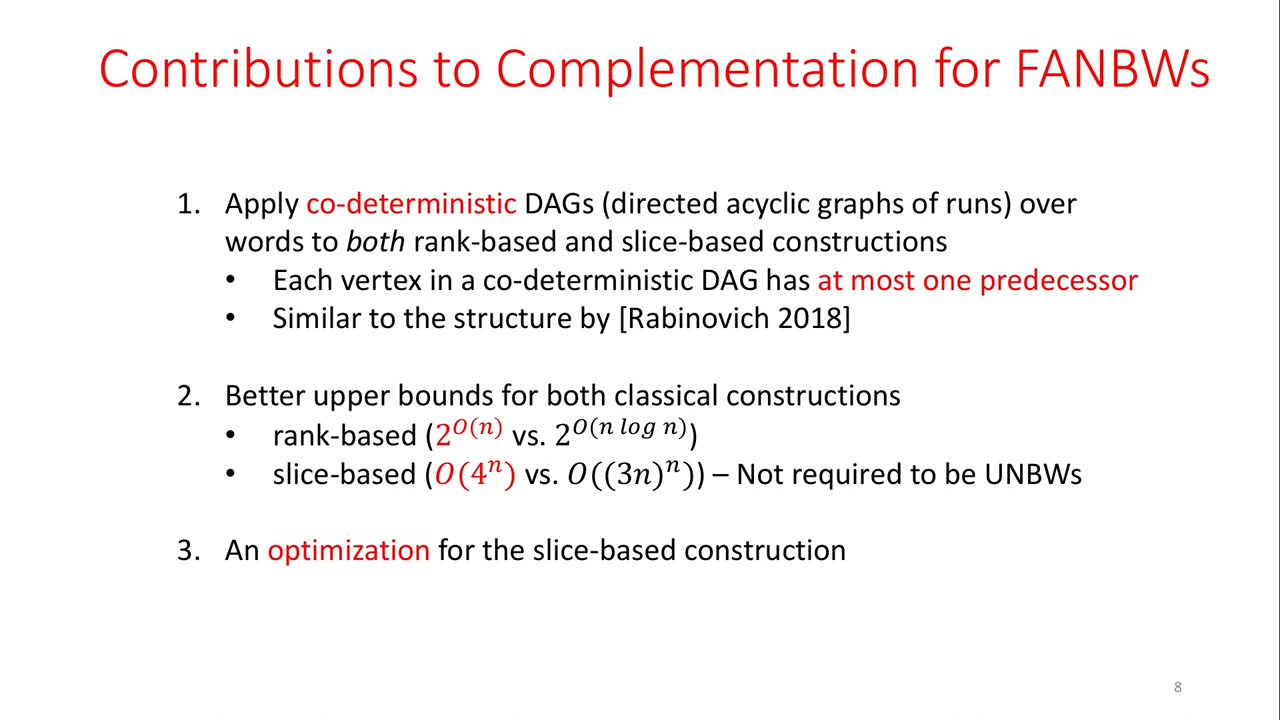 Contributions to Complementation for FANBWs
1. Apply co-deterministic DAGs (directed acyclic graphs of runs) over
words to both rank-based and slice-based constructions
• Each vertex in a co-deterministic DAG has at most one predecessor
• Similar to the structure by [Rabinovich 2018]
2. Better upper bounds for both classical constructions
• rank-based (2^{O(n)} vs. 2^{O(n log n)})
• slice-based (O(4^n) vs. O((3n)^n)) – Not required to be UNBWs
3. An optimization for the slice-based construction
8